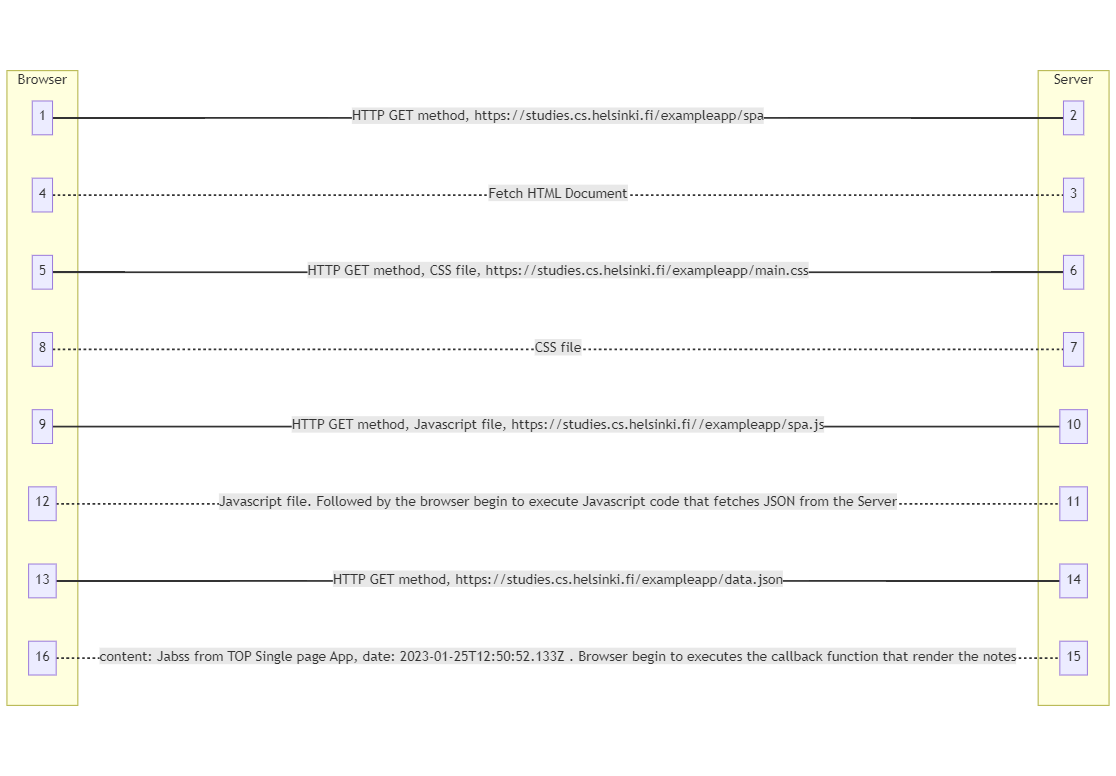 Browser
Server
1 HTTP GET method, https://studies.cs.helsinki.fi/exampleapp/spa 2
4 Fetch HTML Document 3
5 HTTP GET method, CSS file, https://studies.cs.helsinki.fi/exampleapp/main.css 6
8 CSS file 7
9 HTTP GET method, Javascript file, https://studies.cs.helsinki.fi//exampleapp/spa.js 10
12 Javascript file. Followed by the browser begin to execute Javascript code that fetches JSON from the Server 11
13 HTTP GET method, https://studies.cs.helsinki.fi/exampleapp/data.json 14
16 content: Jabss from TOP Single page App, date: 2023-01-25T12:50:52.133Z . Browser begin to executes the callback function that render the notes 15